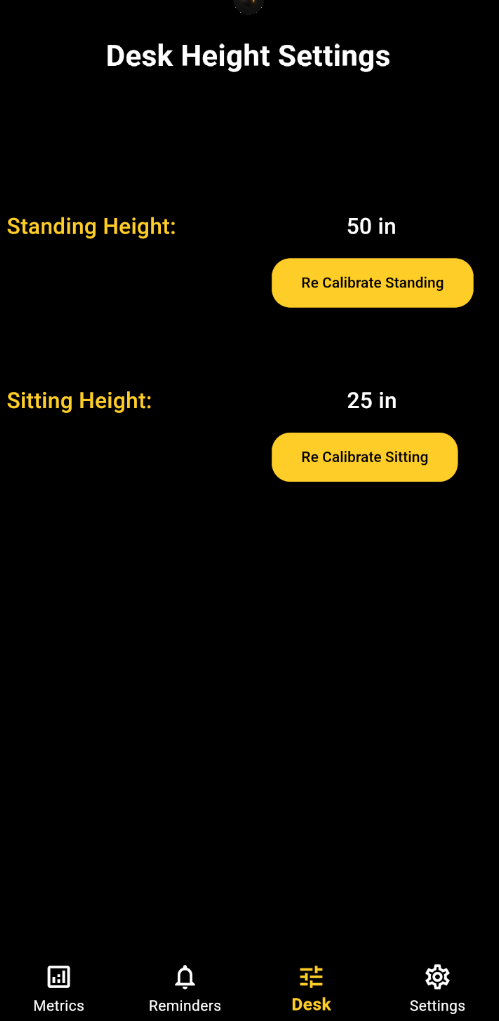 Desk Height Settings
Standing Height: 50 in
Re Calibrate Standing
Sitting Height: 25 in
Re Calibrate Sitting
Metrics Reminders Desk Settings